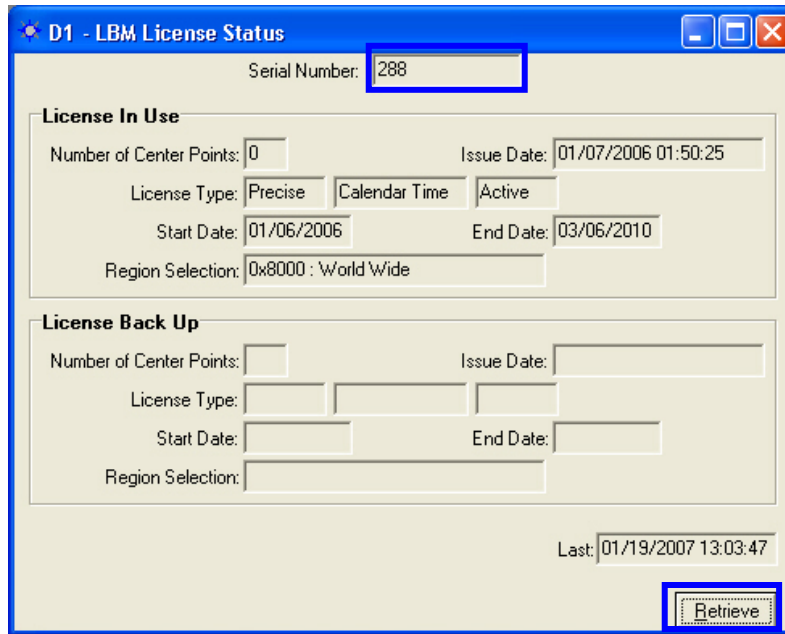 D1 - LBM License Status
Serial Number: 288
License In Use
Number of Center Points: 0 Issue Date: 01/07/2006 01:50:25
License Type: Precise Calendar Time Active
Start Date: 01/06/2006 End Date: 03/06/2010
Region Selection: 0x8000 : World Wide
License Back Up
Number of Center Points: Issue Date:
License Type:
Start Date: End Date:
Region Selection:
Last: 01/19/2007 13:03:47
Retrieve